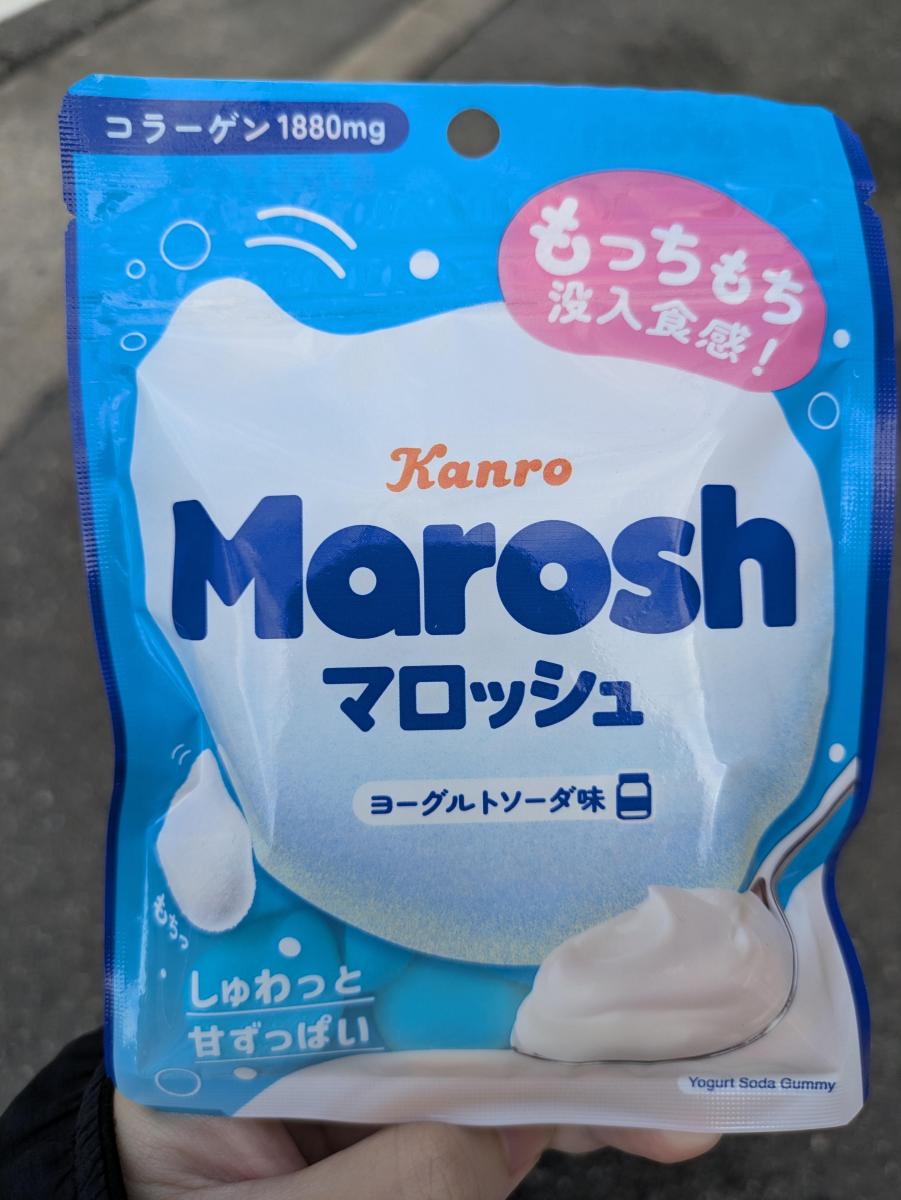 コラーゲン1880mg
もっちもち
没入食感!
Kanro
Marosh
マロッシュ
ヨーグルトソーダ味
もちっ
しゅわっと
甘ずっぱい
Yogurt Soda Gummy